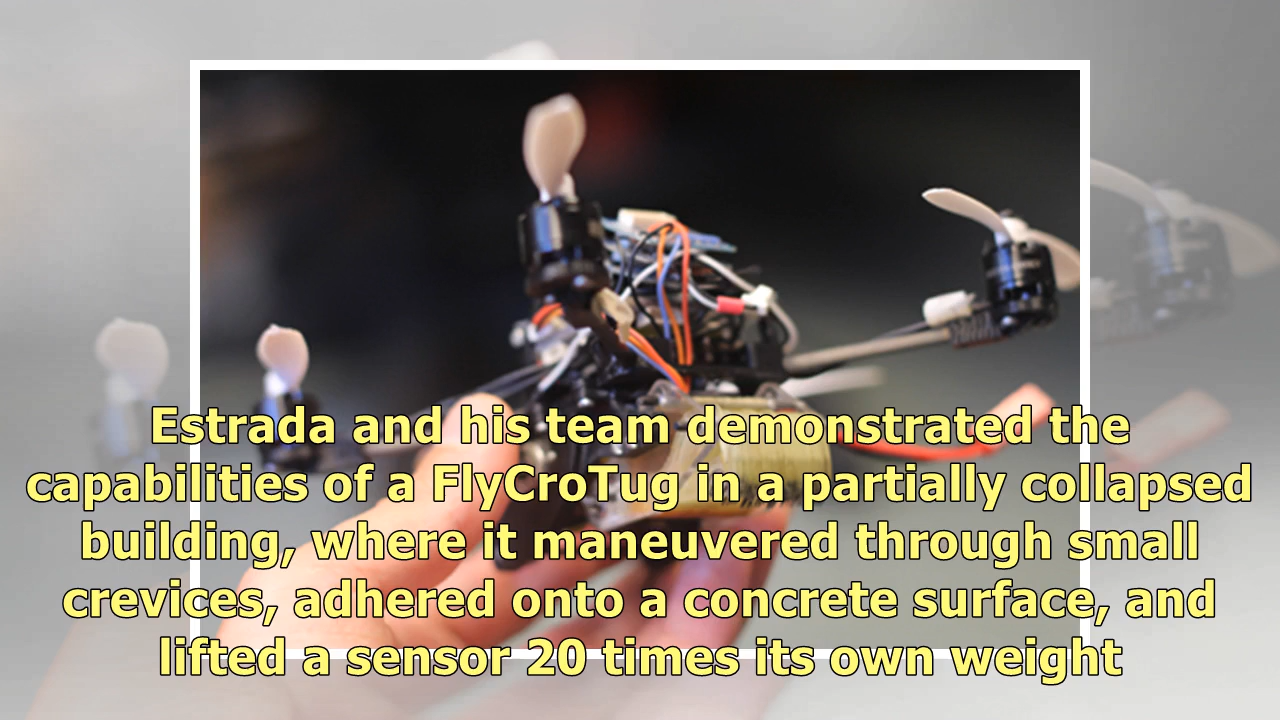 Estrada and his team demonstrated the
capabilities of a FlyCroTug in a partially collapsed
building, where it maneuvered through small
crevices, adhered onto a concrete surface, and
lifted a sensor 20 times its own weight